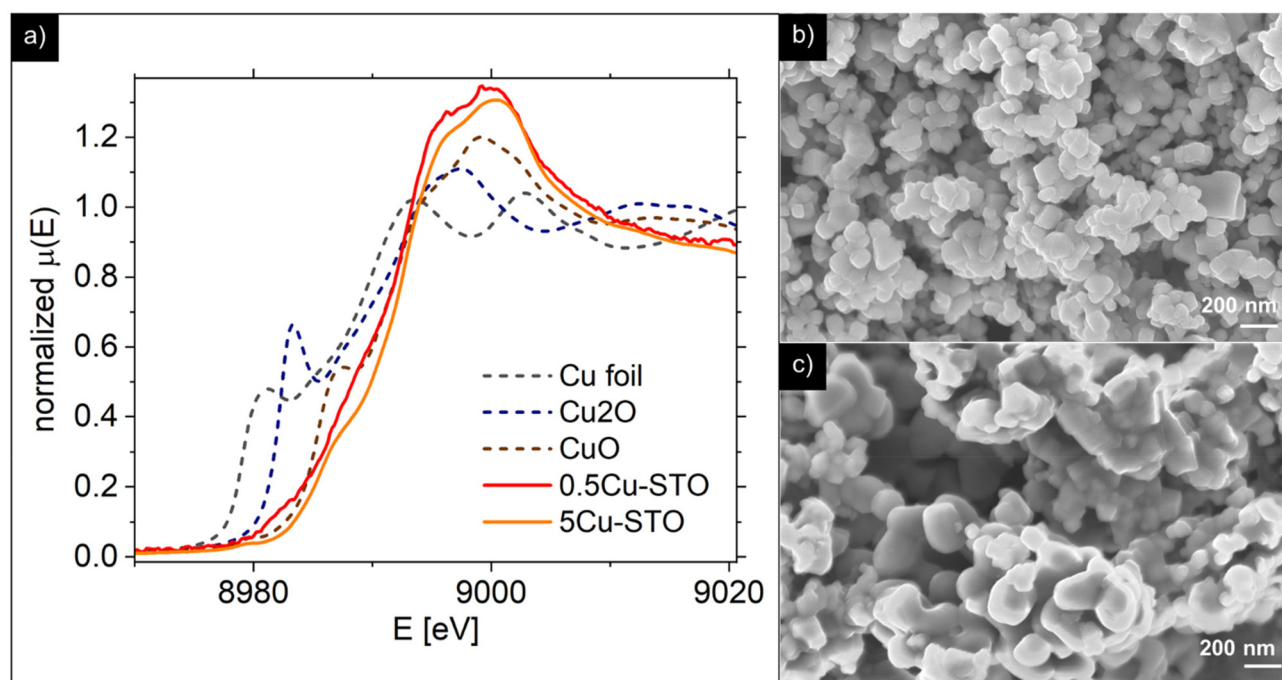 a)
normalized μ(E)
1.2
1.0
0.8
0.6
0.4
0.2
0.0
Cu foil
Cu2O
CuO
0.5Cu-STO
5Cu-STO
8980
9000
9020
E [eV]
b)
200 nm
c)
200 nm